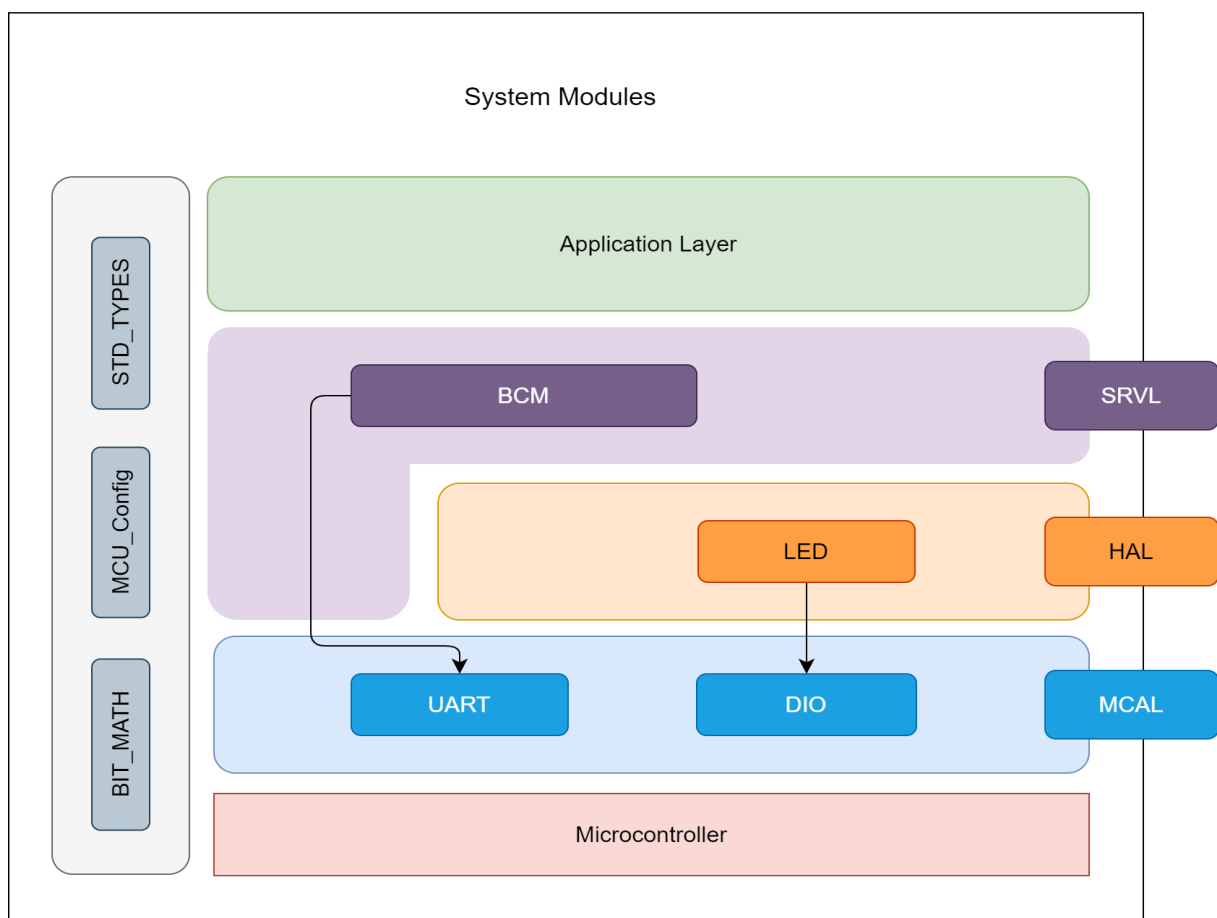 System Modules
Application Layer
STD_TYPES
BCM
SRVL
MCU_Config
LED
HAL
BIT_MATH
UART
DIO
MCAL
Microcontroller